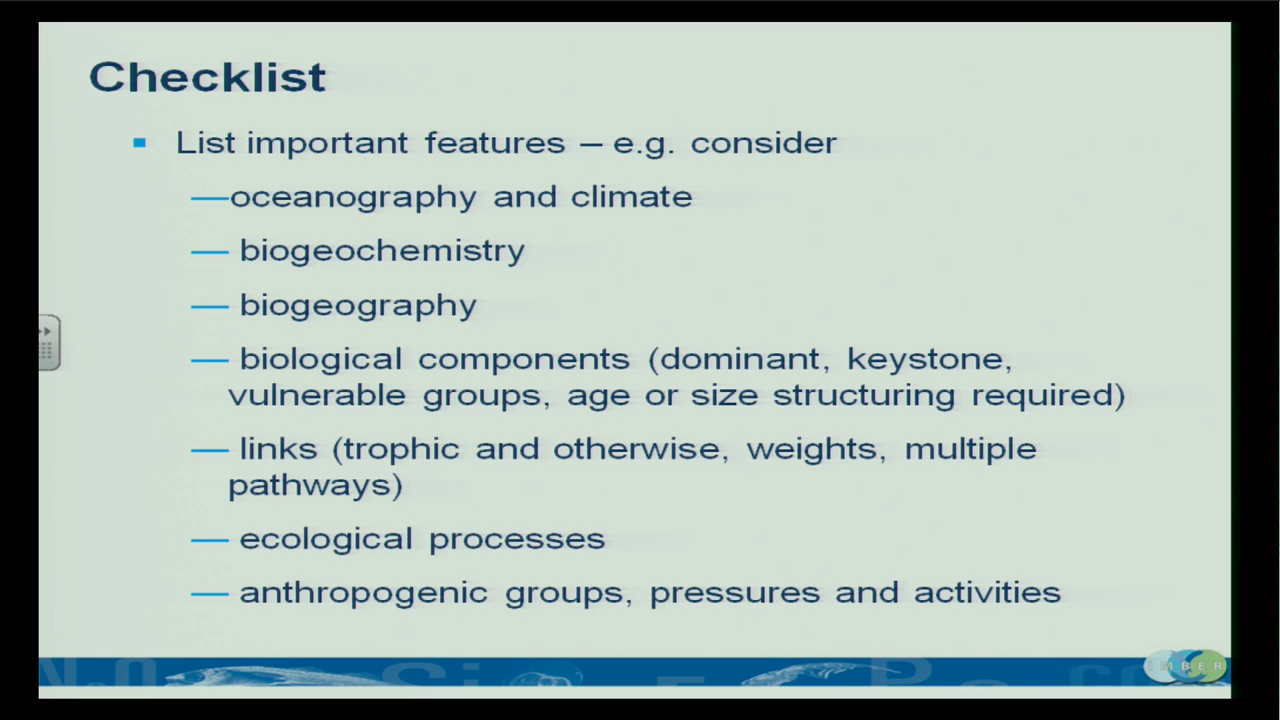 Checklist
▪ List important features – e.g. consider
—oceanography and climate
— biogeochemistry
— biogeography
— biological components (dominant, keystone,
vulnerable groups, age or size structuring required)
— links (trophic and otherwise, weights, multiple
pathways)
— ecological processes
— anthropogenic groups, pressures and activities
IMBER